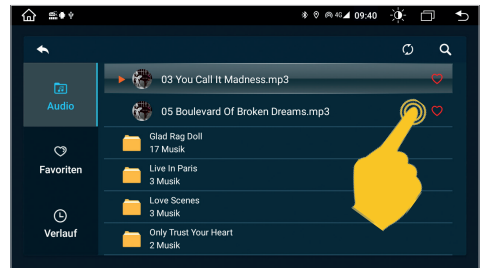 4G 09:40
Audio
Favoriten
Verlauf
03 You Call It Madness.mp3
05 Boulevard Of Broken Dreams.mp3
Glad Rag Doll
17 Musik
Live In Paris
3 Musik
Love Scenes
3 Musik
Only Trust Your Heart
2 Musik